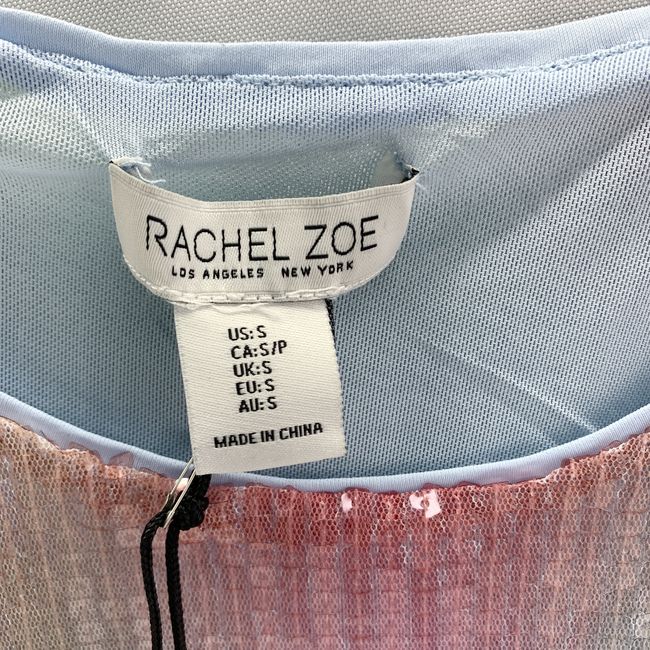 RACHEL ZOE
LOS ANGELES NEW YORK
US: S
CA: S/P
UK: S
EU: S
AU: S
MADE IN CHINA